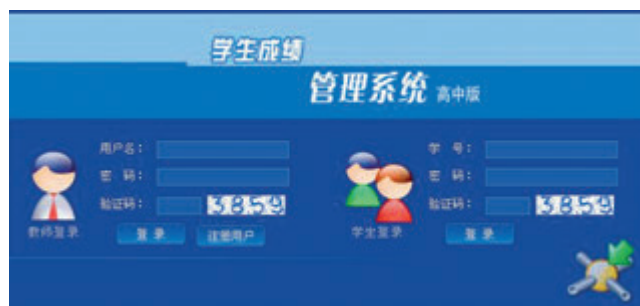 学生成绩
管理系统 高中版
用户名：
密 码：
验证码： 3859
教师登录
登 录 注册用户
学 号：
密 码：
验证码： 3859
学生登录
登 录